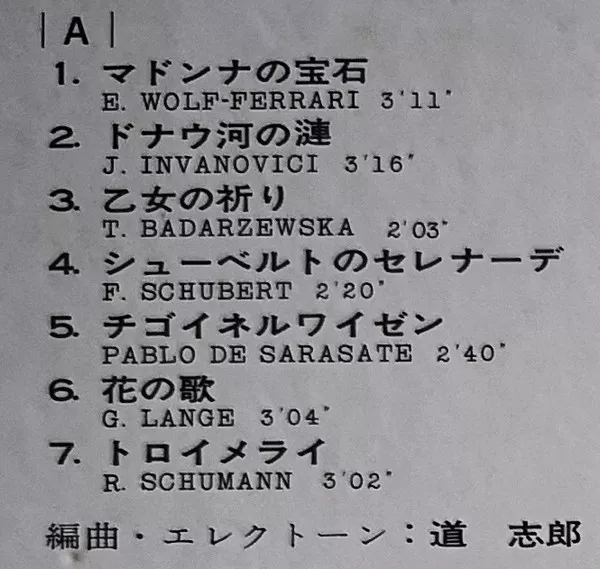 | A |
1. マドンナの宝石
E. WOLF-FERRARI 3'11"
2. ドナウ河の漣
J. INVANOVICI 3'16"
3. 乙女の祈り
T. BADARZEWSKA 2'03"
4. シューベルトのセレナーデ
F. SCHUBERT 2'20"
5. チゴイネルワイゼン
PABLO DE SARASATE 2'40"
6. 花の歌
G. LANGE 3'04"
7. トロイメライ
R. SCHUMANN 3'02"
編曲・エレクトーン：道 志郎